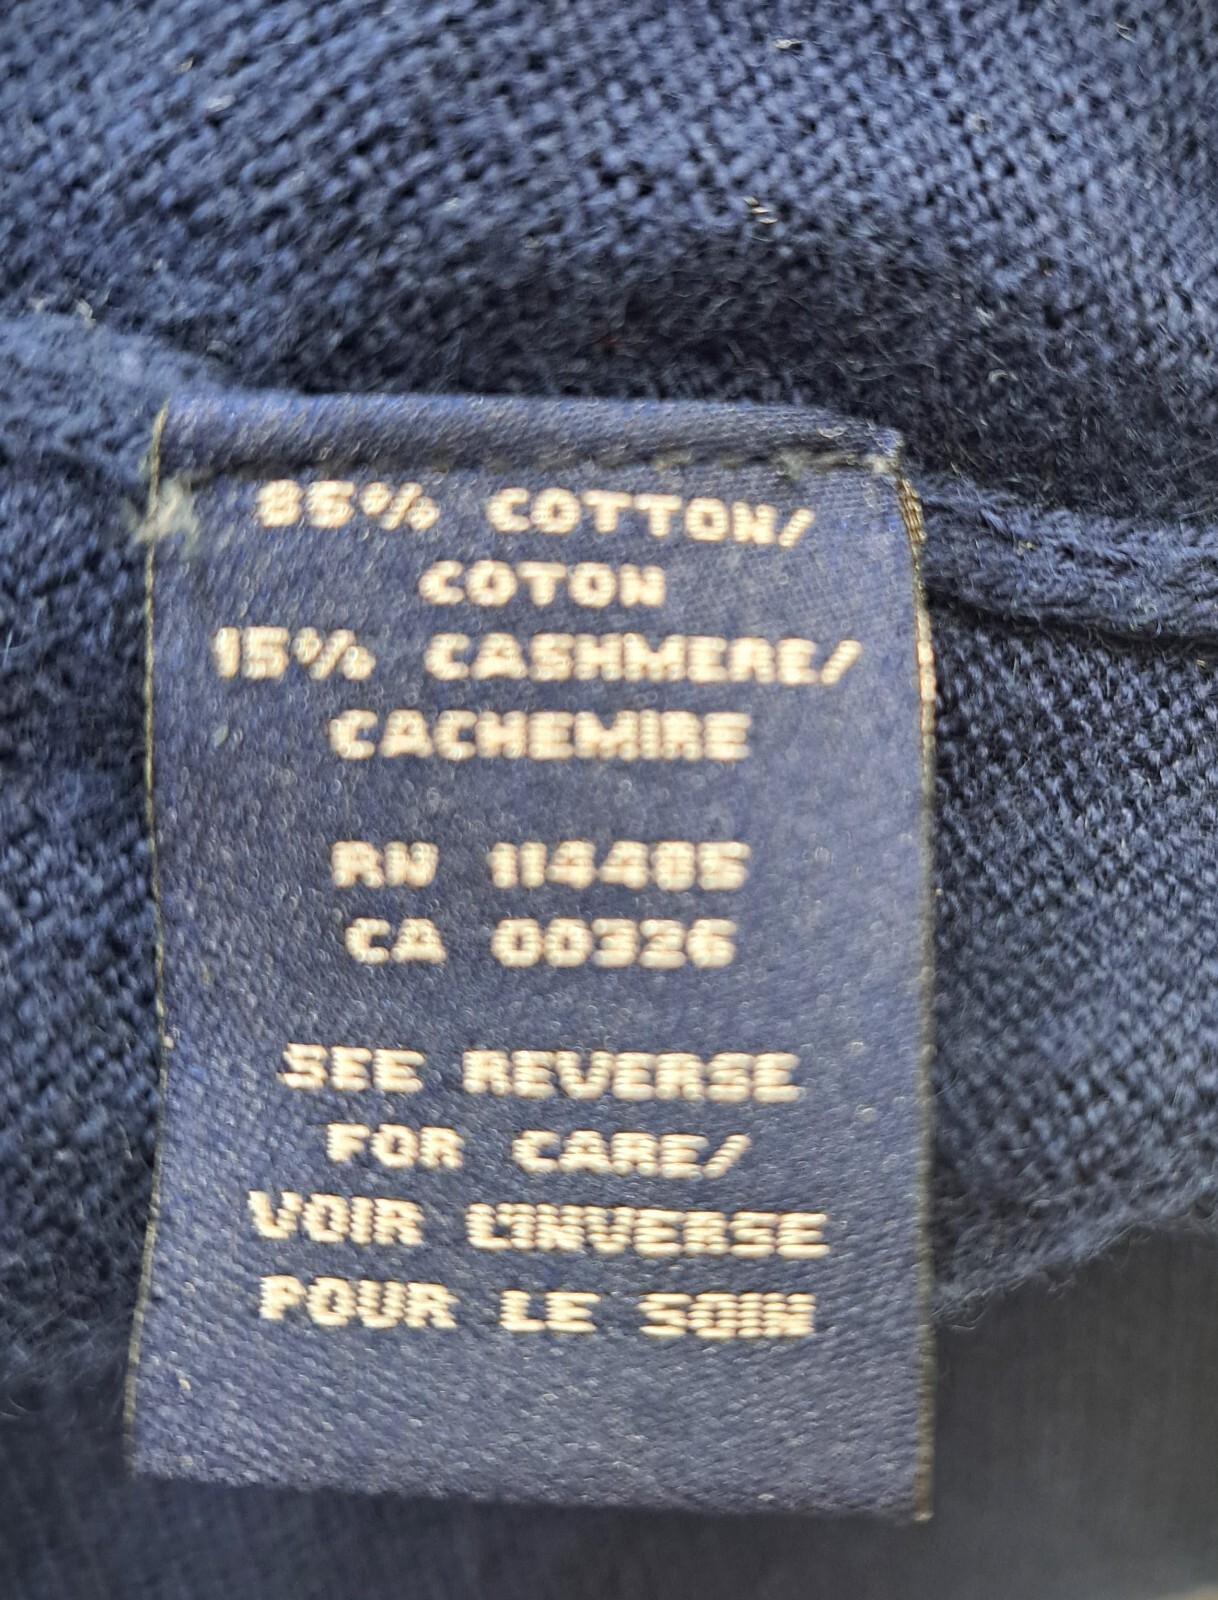 85% COTTON/
COTON
15% CASHMERE/
CACHEMIRE
RN 114485
CA 00326
SEE REVERSE
FOR CARE/
VOIR L'INVERSE
POUR LE SOIN